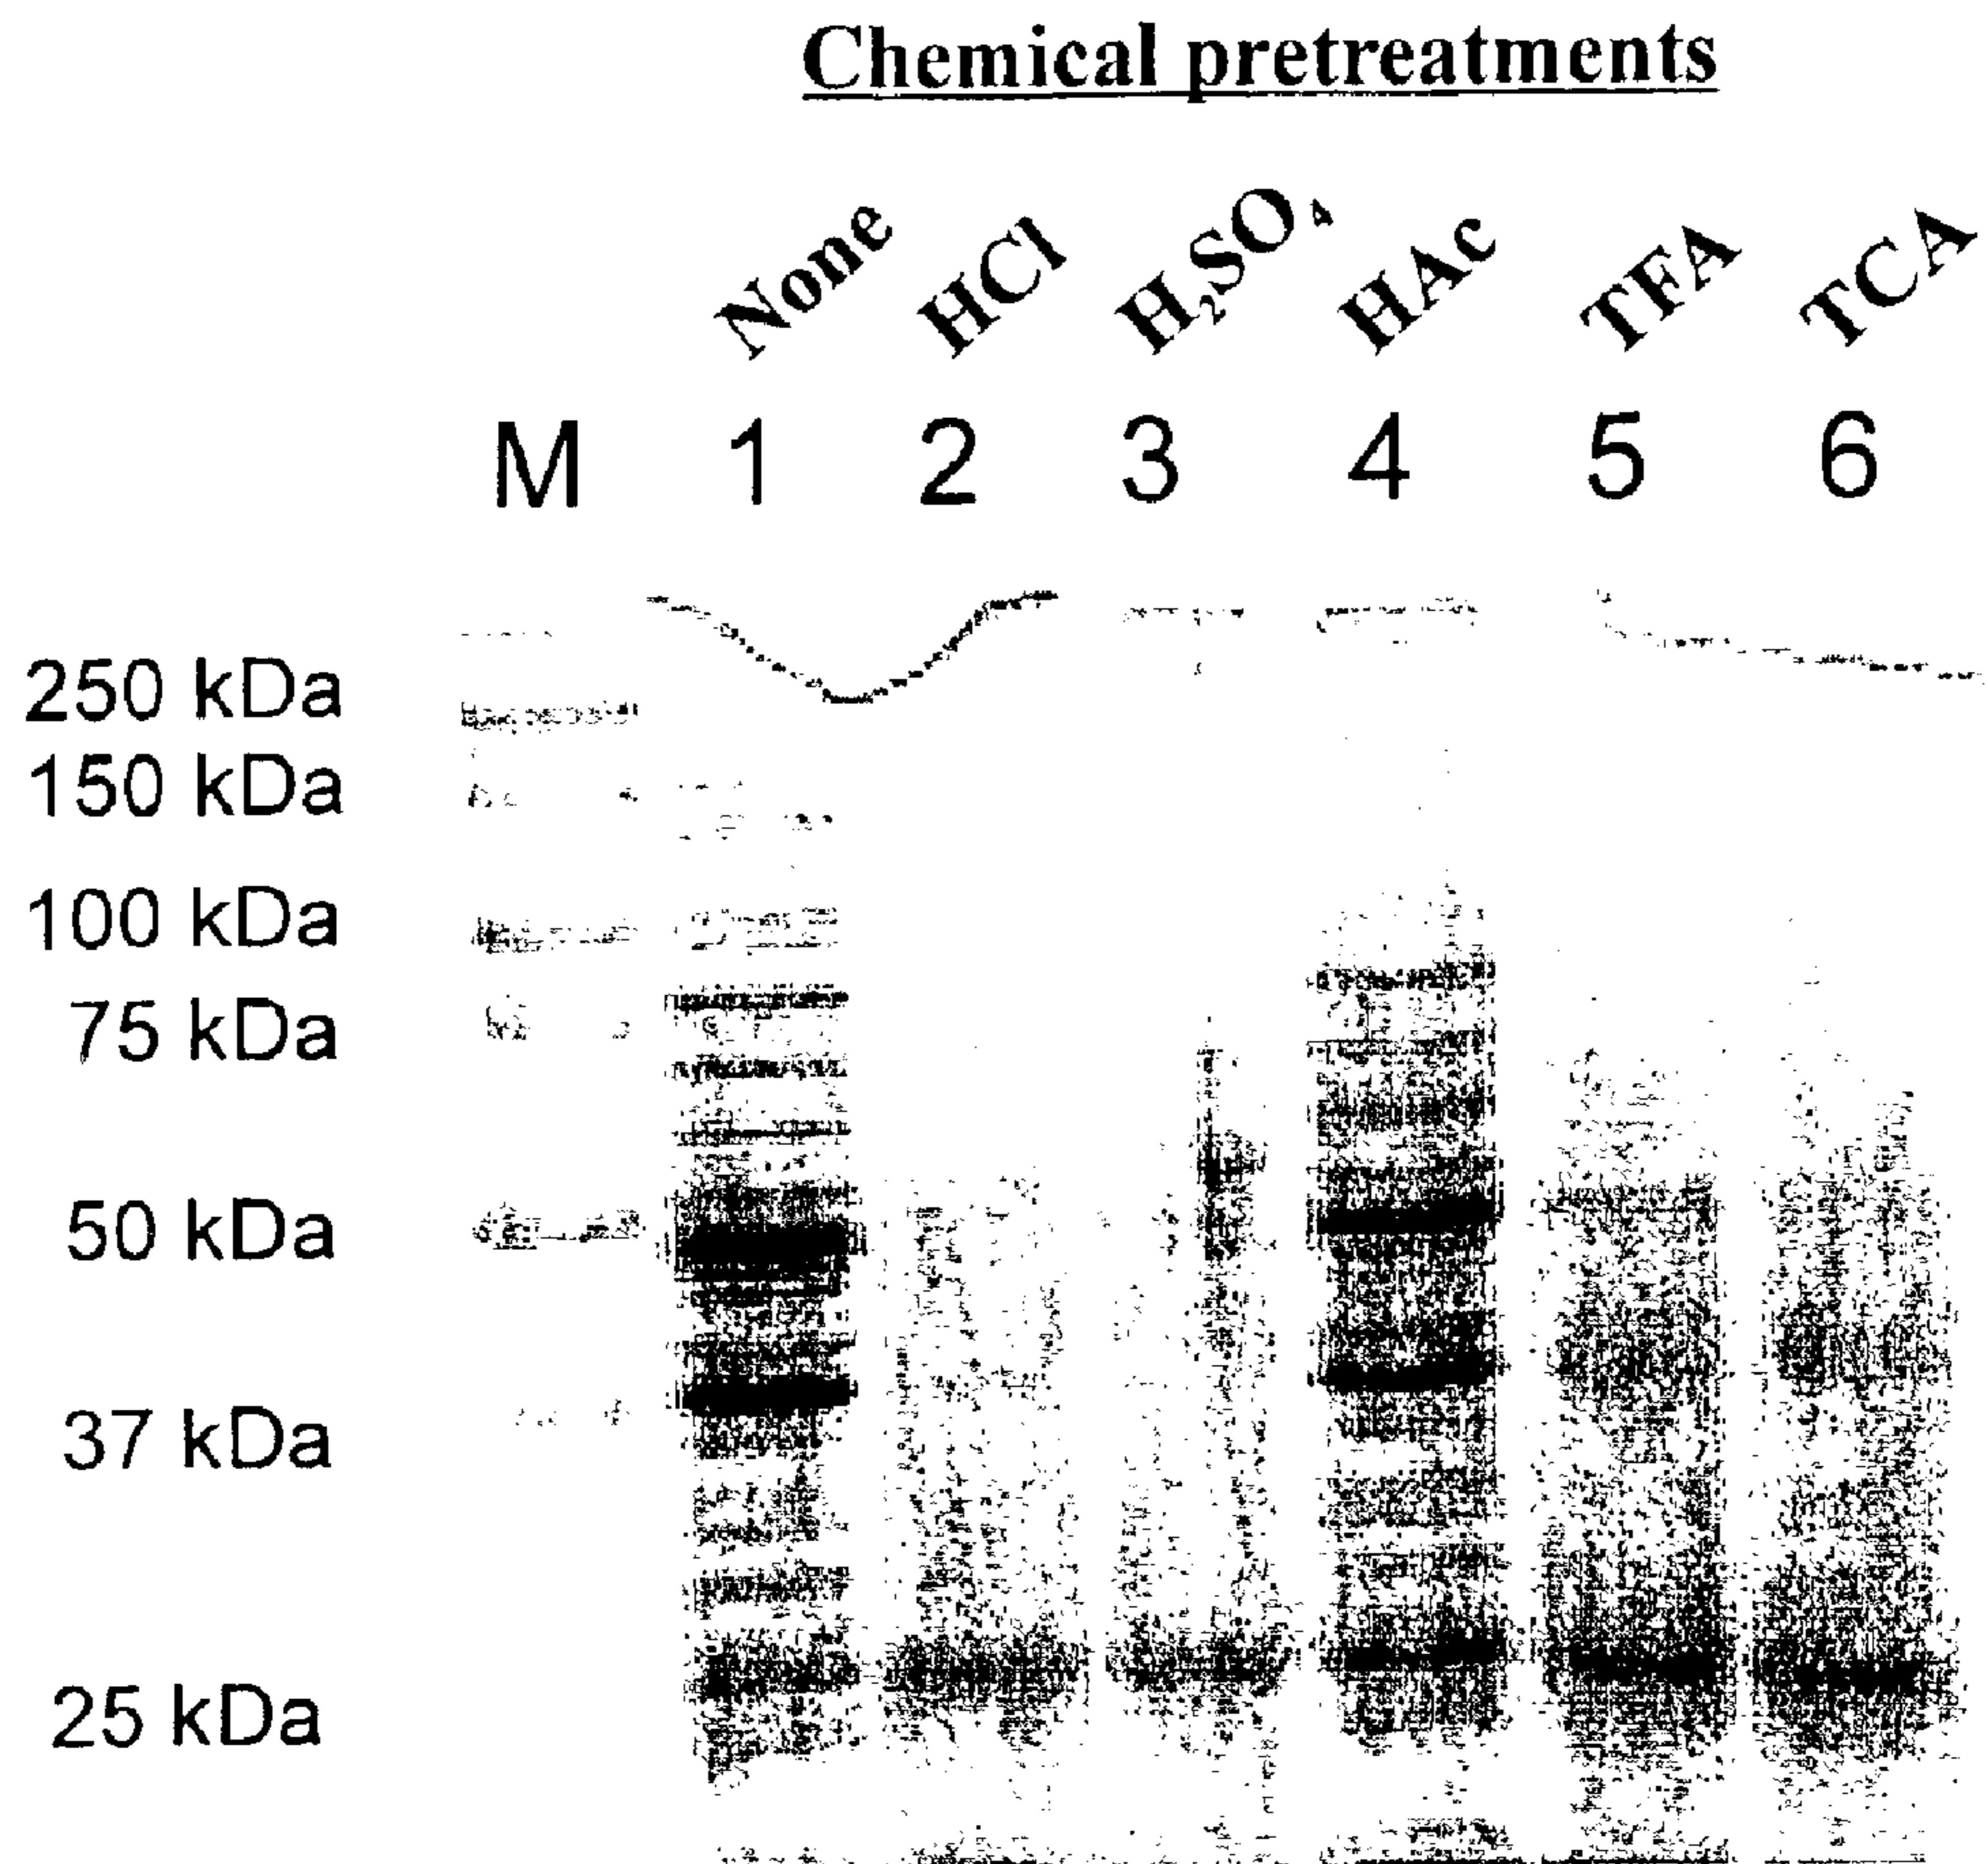 Chemical pretreatments
None HCl H₂SO₄ HAc TFA TCA
M 1 2 3 4 5 6
250 kDa
150 kDa
100 kDa
75 kDa
50 kDa
37 kDa
25 kDa